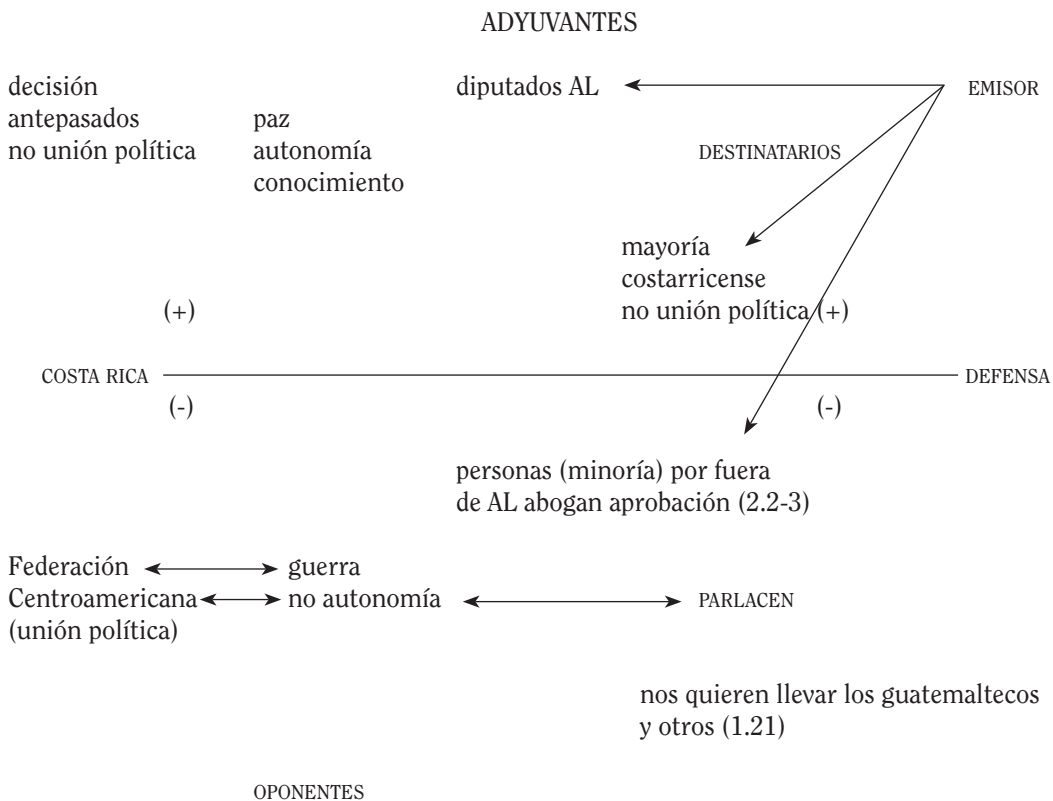 ADYUVANTES
decisión
antepasados
no unión política
paz
autonomía
conocimiento
diputados AL
EMISOR
DESTINATARIOS
mayoría
costarricense
no unión política (+)
(+)
COSTA RICA
DEFENSA
(-)
(-)
personas (minoría) por fuera
de AL abogan aprobación (2.2-3)
Federación
Centroamericana
(unión política)
guerra
no autonomía
PARLACEN
nos quieren llevar los guatemaltecos
y otros (1.21)
OPONENTES